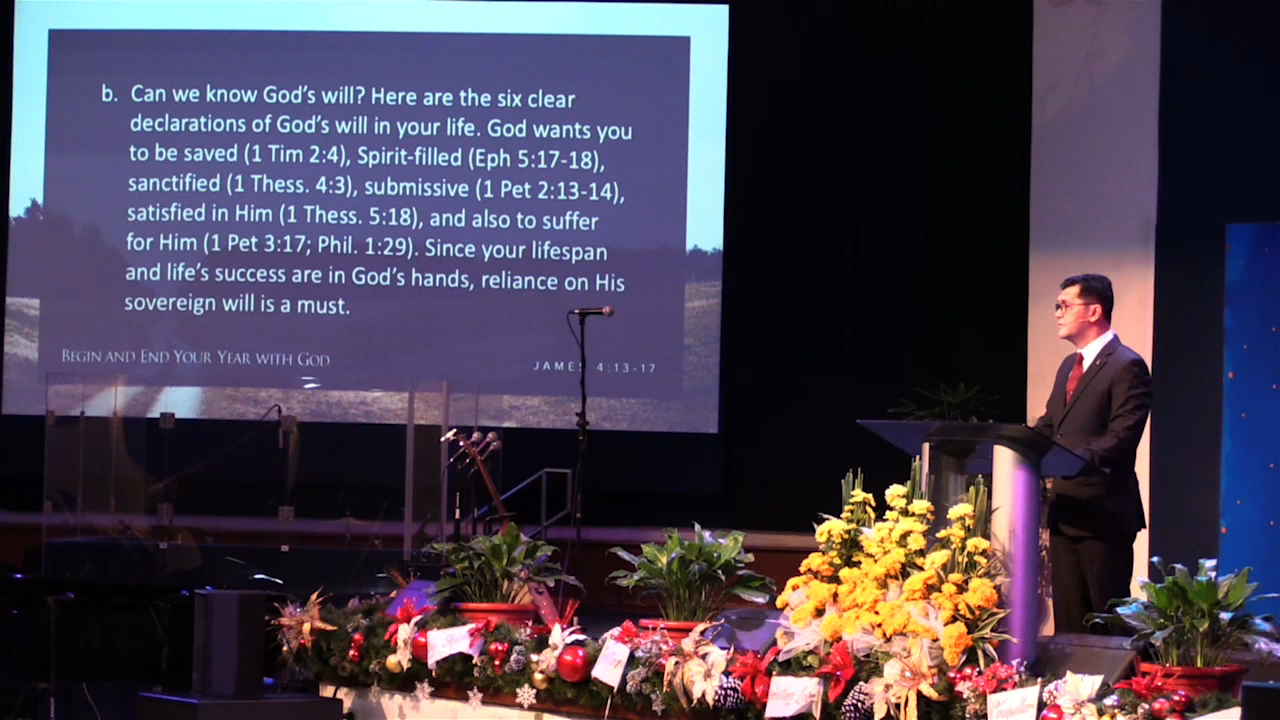 b. Can we know God's will? Here are the six clear
declarations of God's will in your life. God wants you
to be saved (1 Tim 2:4), Spirit-filled (Eph 5:17-18),
sanctified (1 Thess. 4:3), submissive (1 Pet 2:13-14),
satisfied in Him (1 Thess. 5:18), and also to suffer
for Him (1 Pet 3:17; Phil. 1:29). Since your lifespan
and life's success are in God's hands, reliance on His
sovereign will is a must.
BEGIN AND END YOUR YEAR WITH GOD
JAMES 4:13-17